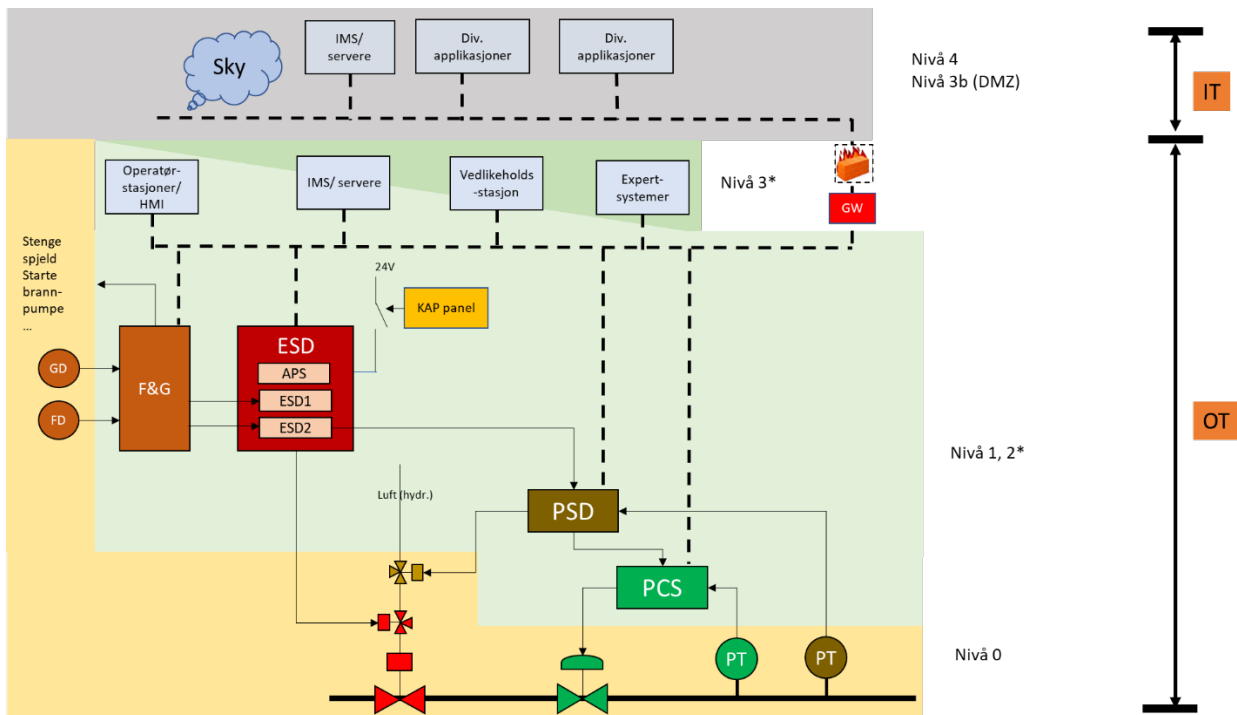 Sky
IMS/
servere
Div.
applikasjoner
Div.
applikasjoner
Nivå 4
Nivå 3b (DMZ)
IT
Operatør-
stasjoner/
HMI
IMS/ servere
Vedlikeholds
-stasjon
Expert-
systemer
Nivå 3*
GW
Stenge
spjeld
Starte
brann-
pumpe
...
24V
KAP panel
GD
FD
F&G
ESD
APS
ESD1
ESD2
OT
Nivå 1, 2*
Luft (hydr.)
PSD
PCS
PT
PT
Nivå 0